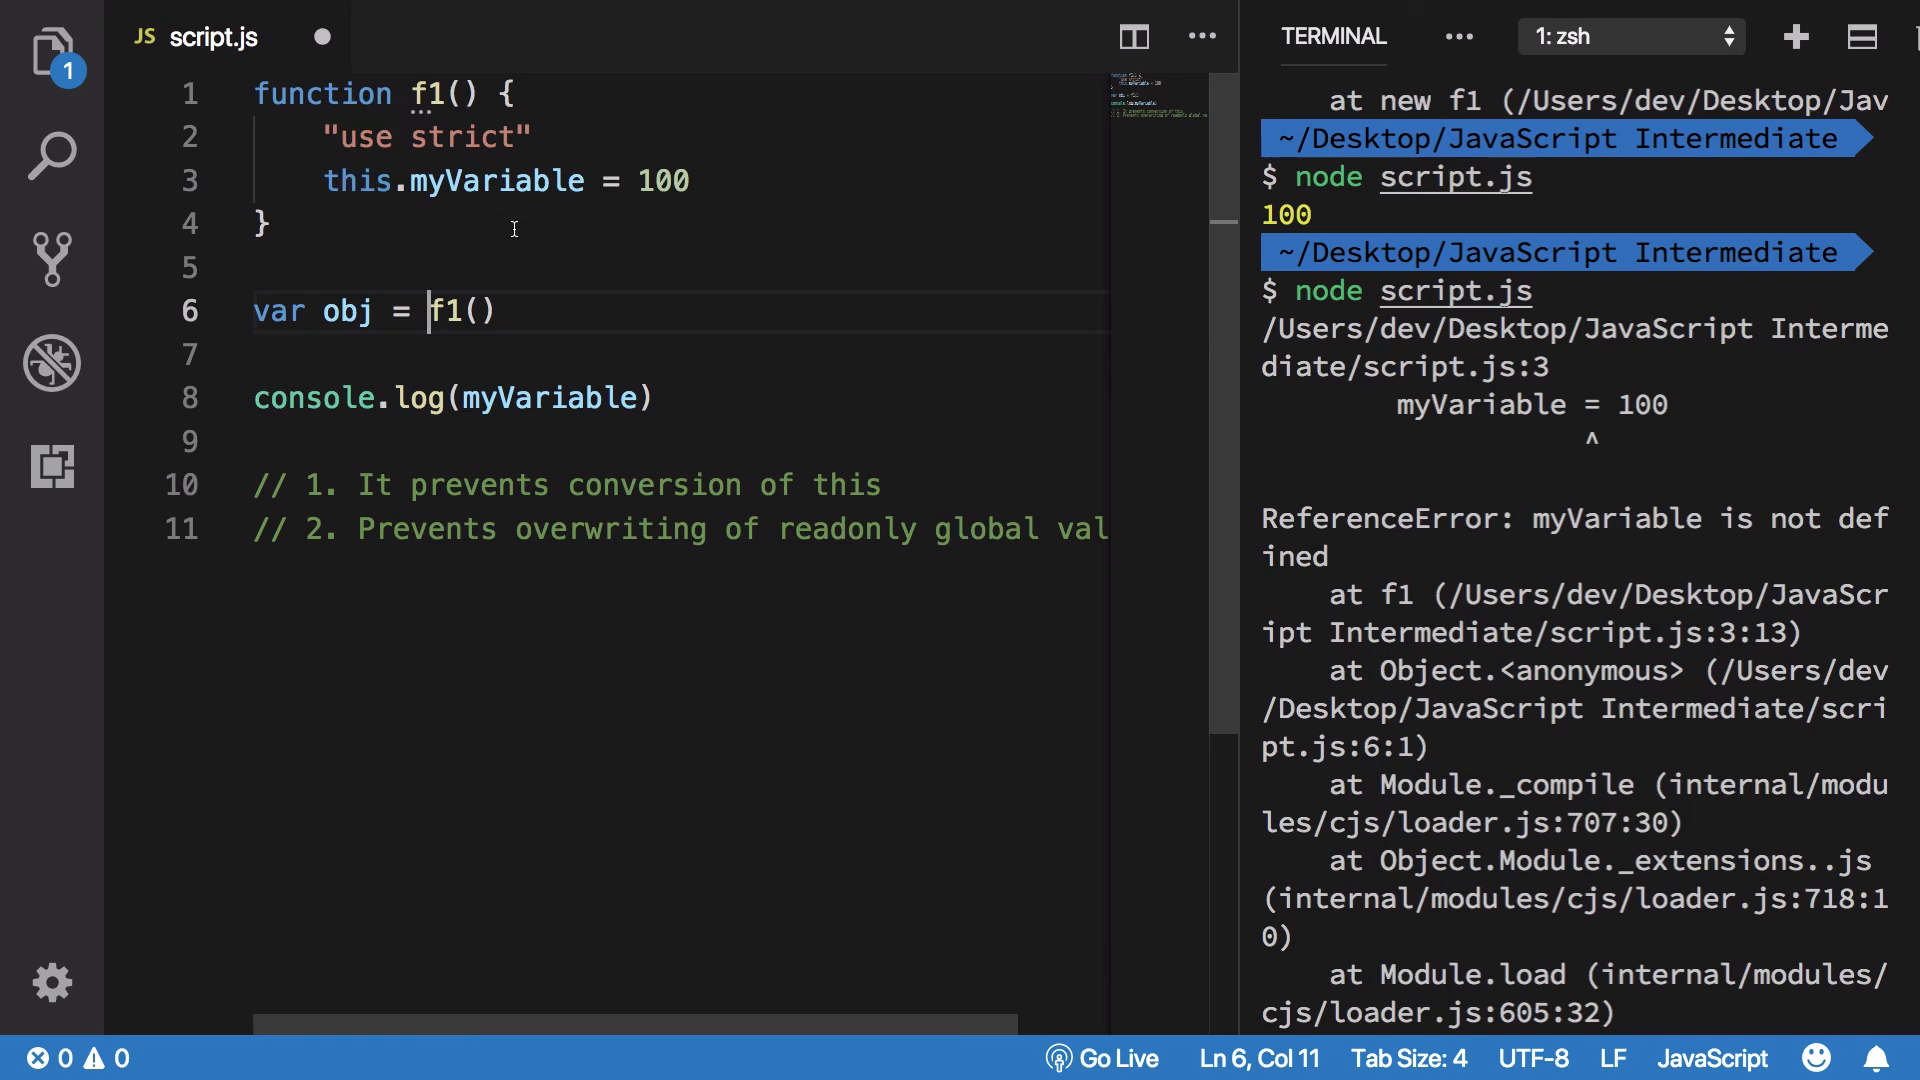 1
JS script.js
TERMINAL
1: zsh
1 function f1() {
2 "use strict"
3 this.myVariable = 100
4 }
5
6 var obj = f1()
7
8 console.log(myVariable)
9
10 // 1. It prevents conversion of this
11 // 2. Prevents overwriting of readonly global val
at new f1 (/Users/dev/Desktop/Jav
~/Desktop/JavaScript Intermediate
$ node script.js
100
~/Desktop/JavaScript Intermediate
$ node script.js
/Users/dev/Desktop/JavaScript Interme
diate/script.js:3
myVariable = 100
^
ReferenceError: myVariable is not def
ined
at f1 (/Users/dev/Desktop/JavaScr
ipt Intermediate/script.js:3:13)
at Object.<anonymous> (/Users/dev
/Desktop/JavaScript Intermediate/scri
pt.js:6:1)
at Module._compile (internal/modu
les/cjs/loader.js:707:30)
at Object.Module._extensions..js
(internal/modules/cjs/loader.js:718:1
0)
at Module.load (internal/modules/
cjs/loader.js:605:32)
0 0 Go Live Ln 6, Col 11 Tab Size: 4 UTF-8 LF JavaScript